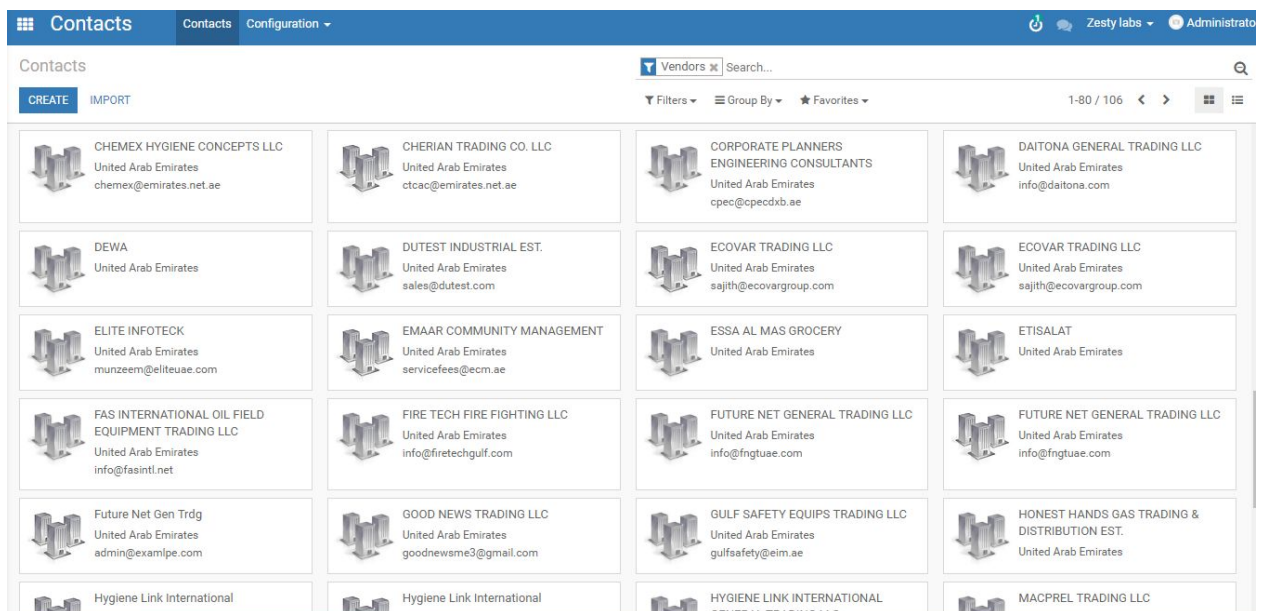 Contacts Contacts Configuration 1 Zesty labs Administrato
Contacts
Vendors Search...
CREATE IMPORT
Filters Group By Favorites 1-80 / 106
CHEMEX HYGIENE CONCEPTS LLC
United Arab Emirates
chemex@emirates.net.ae
CHERIAN TRADING CO. LLC
United Arab Emirates
ctcac@emirates.net.ae
CORPORATE PLANNERS
ENGINEERING CONSULTANTS
United Arab Emirates
cpec@cpecdxb.ae
DAITONA GENERAL TRADING LLC
United Arab Emirates
info@daitona.com
DEWA
United Arab Emirates
DUTEST INDUSTRIAL EST.
United Arab Emirates
sales@dutest.com
ECOVAR TRADING LLC
United Arab Emirates
sajith@ecovargroup.com
ECOVAR TRADING LLC
United Arab Emirates
sajith@ecovargroup.com
ELITE INFOTECK
United Arab Emirates
munzeem@eliteuae.com
EMAAR COMMUNITY MANAGEMENT
United Arab Emirates
servicefees@ecm.ae
ESSA AL MAS GROCERY
United Arab Emirates
ETISALAT
United Arab Emirates
FAS INTERNATIONAL OIL FIELD
EQUIPMENT TRADING LLC
United Arab Emirates
info@fasintl.net
FIRE TECH FIRE FIGHTING LLC
United Arab Emirates
info@firetechgulf.com
FUTURE NET GENERAL TRADING LLC
United Arab Emirates
info@fngtuae.com
FUTURE NET GENERAL TRADING LLC
United Arab Emirates
info@fngtuae.com
Future Net Gen Trdg
United Arab Emirates
admin@examlpe.com
GOOD NEWS TRADING LLC
United Arab Emirates
goodnewsme3@gmail.com
GULF SAFETY EQUIPS TRADING LLC
United Arab Emirates
gulfsafety@eim.ae
HONEST HANDS GAS TRADING &
DISTRIBUTION EST.
United Arab Emirates
Hygiene Link International
Hygiene Link International
HYGIENE LINK INTERNATIONAL
MACPREL TRADING LLC